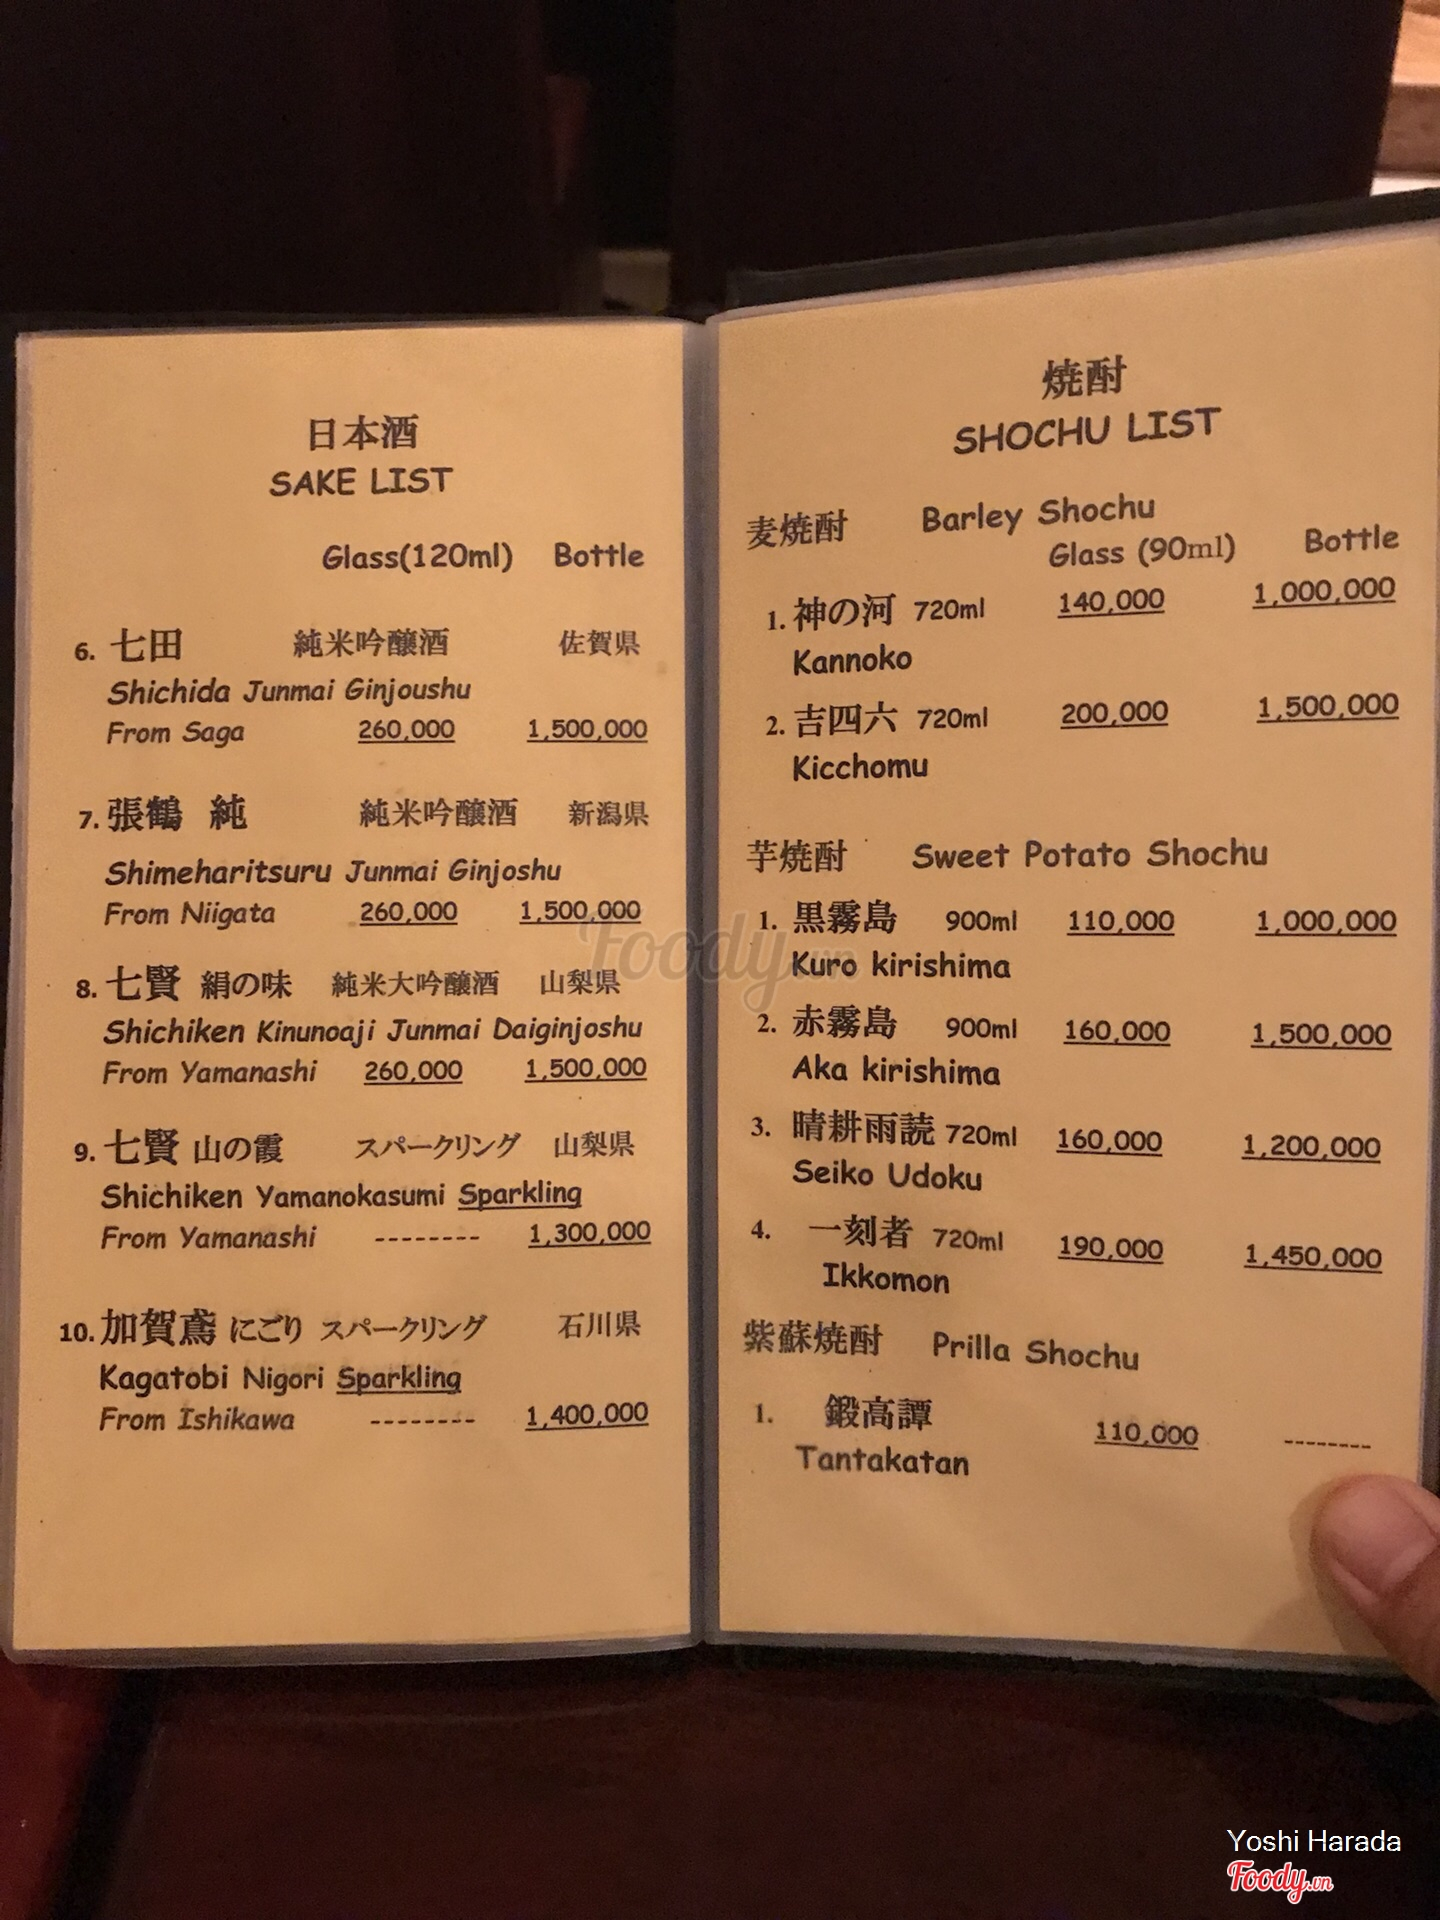 日本酒
SAKE LIST
Glass(120ml) Bottle
6. 七田 純米吟醸酒 佐賀県
Shichida Junmai Ginjoushu
From Saga 260,000 1,500,000
7. 張鶴 純 純米吟醸酒 新潟県
Shimeharitsuru Junmai Ginjoshu
From Niigata 260,000 1,500,000
8. 七賢 絹の味 純米大吟醸酒 山梨県
Shichiken Kinunoaji Junmai Daiginjoshu
From Yamanashi 260,000 1,500,000
9. 七賢 山の霞 スパークリング 山梨県
Shichiken Yamanokasumi Sparkling
From Yamanashi -------- 1,300,000
10. 加賀鳶 にごり スパークリング 石川県
Kagatobi Nigori Sparkling
From Ishikawa -------- 1,400,000
焼酎
SHOCHU LIST
麦焼酎 Barley Shochu
Glass (90ml) Bottle
1. 神の河 720ml 140,000 1,000,000
Kannoko
2. 吉四六 720ml 200,000 1,500,000
Kicchomu
芋焼酎 Sweet Potato Shochu
1. 黒霧島 900ml 110,000 1,000,000
Kuro kirishima
2. 赤霧島 900ml 160,000 1,500,000
Aka kirishima
3. 晴耕雨読 720ml 160,000 1,200,000
Seiko Udoku
4. 一刻者 720ml 190,000 1,450,000
Ikkomon
紫蘇焼酎 Prilla Shochu
1. 鍛高譚 110,000 --------
Tantakatan
Foody.vn
Yoshi Harada
Foody.vn